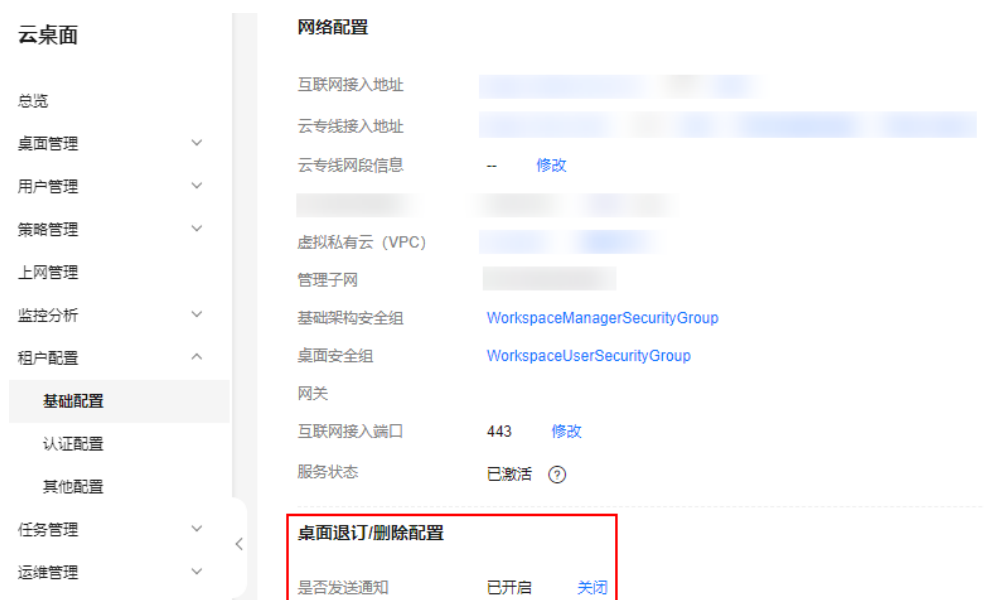 云桌面
总览
桌面管理
用户管理
策略管理
上网管理
监控分析
租户配置
基础配置
认证配置
其他配置
任务管理
运维管理
网络配置
互联网接入地址
云专线接入地址
云专线网段信息 -- 修改
虚拟私有云（VPC）
管理子网
基础架构安全组 WorkspaceManagerSecurityGroup
桌面安全组 WorkspaceUserSecurityGroup
网关
互联网接入端口 443 修改
服务状态 已激活 ?
桌面退订/删除配置
是否发送通知 已开启 关闭